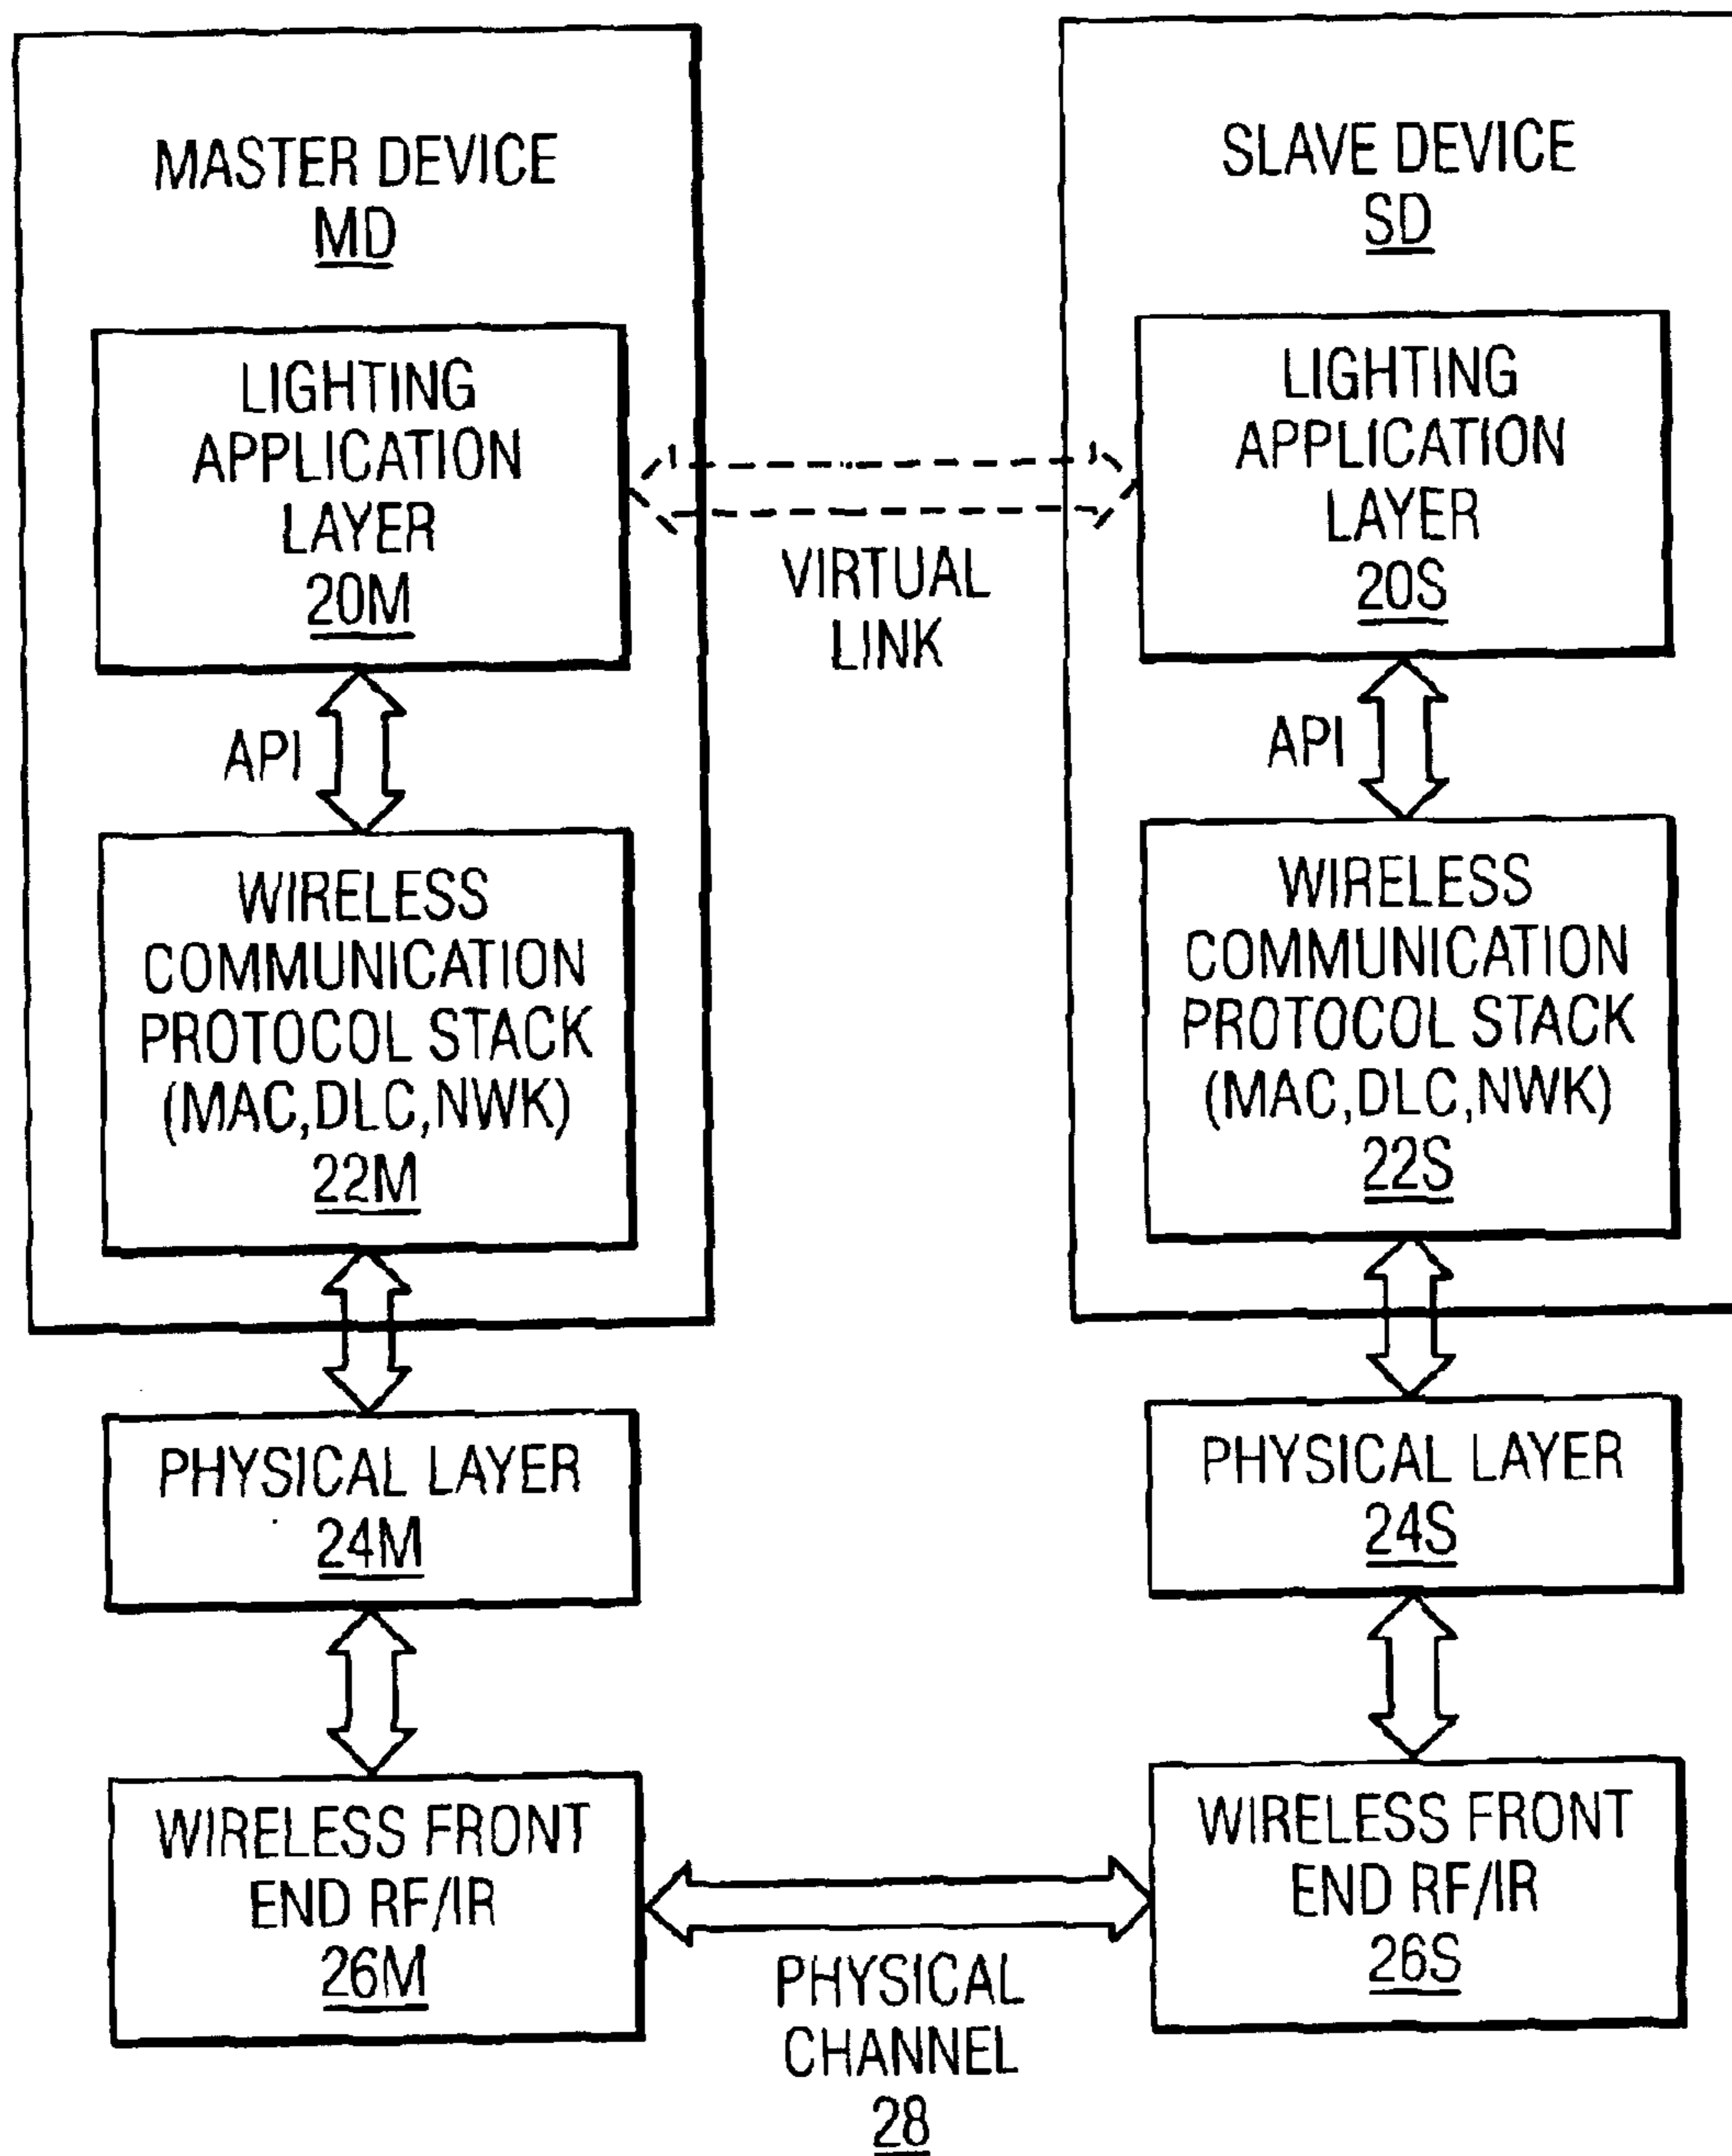 MASTER DEVICE
MD
LIGHTING
APPLICATION
LAYER
20M
API
WIRELESS
COMMUNICATION
PROTOCOL STACK
(MAC,DLC,NWK)
22M
PHYSICAL LAYER
24M
WIRELESS FRONT
END RF/IR
26M
VIRTUAL
LINK
PHYSICAL
CHANNEL
28
SLAVE DEVICE
SD
LIGHTING
APPLICATION
LAYER
20S
API
WIRELESS
COMMUNICATION
PROTOCOL STACK
(MAC,DLC,NWK)
22S
PHYSICAL LAYER
24S
WIRELESS FRONT
END RF/IR
26S